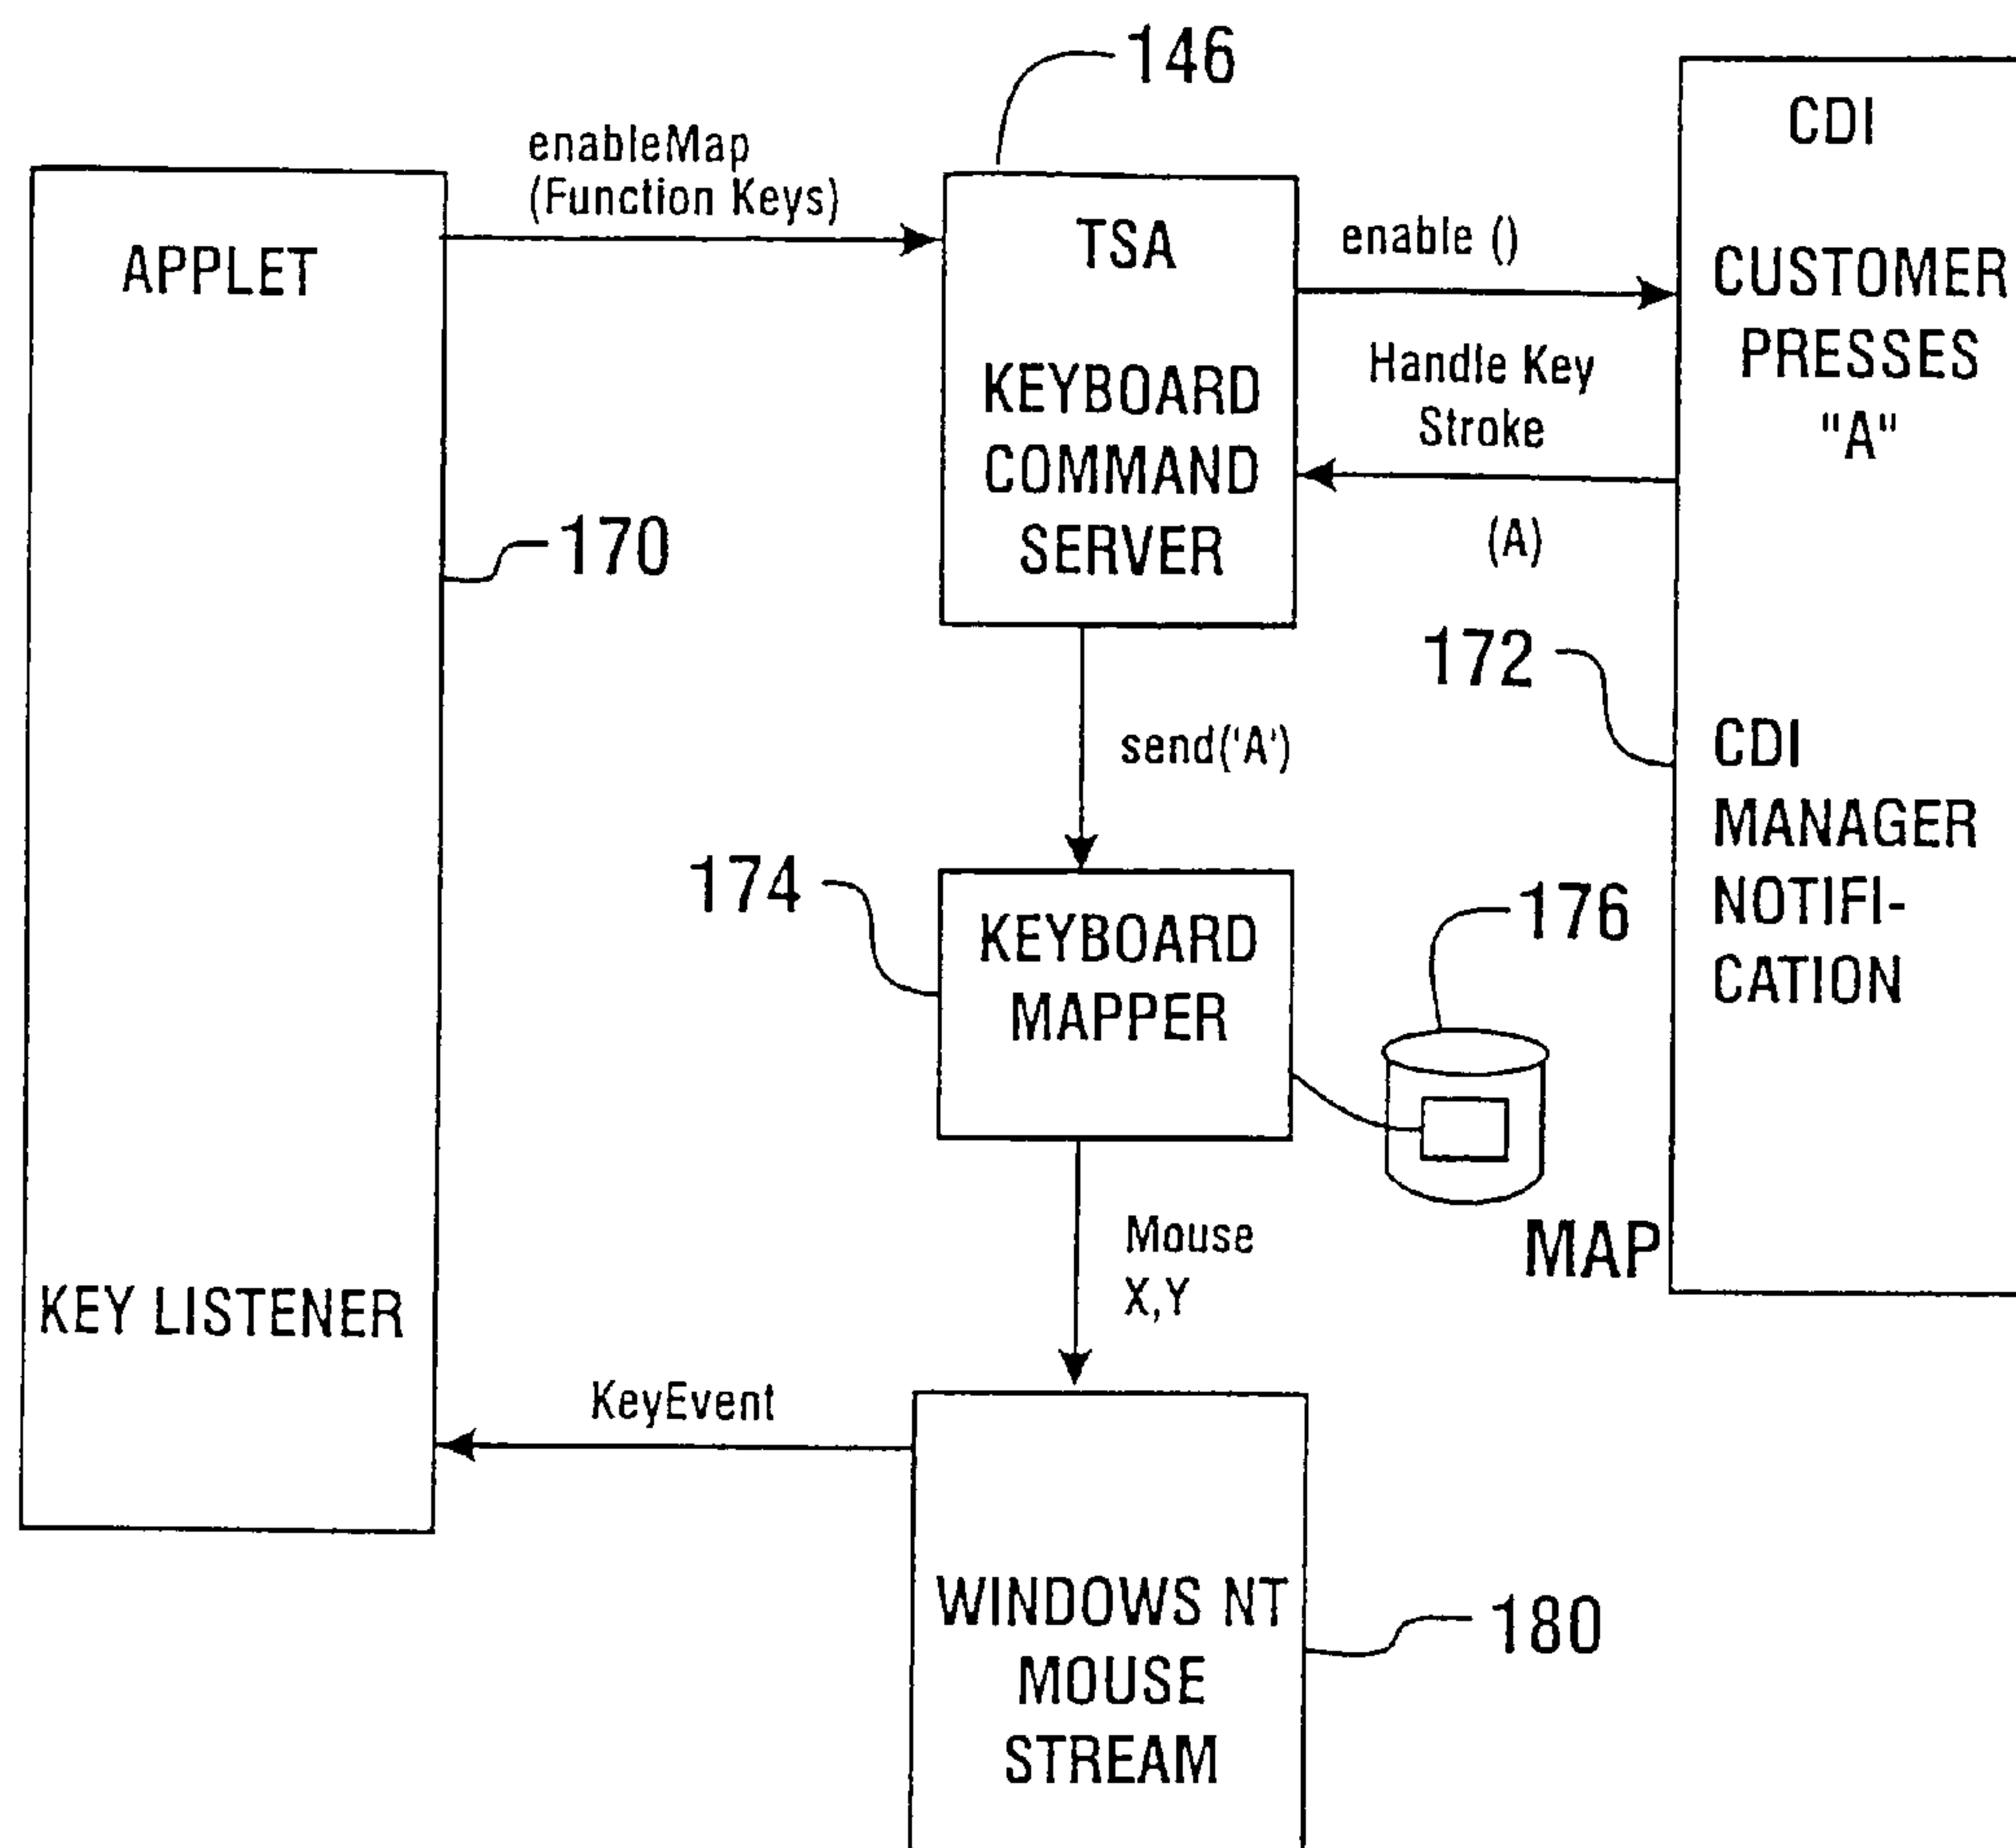 146
CDI
enableMap
(Function Keys)
APPLET
TSA
enable ()
CUSTOMER
PRESSES
"A"
KEYBOARD
COMMAND
SERVER
Handle Key
Stroke
(A)
170
172
send('A')
CDI
MANAGER
NOTIFI-
CATION
174
KEYBOARD
MAPPER
176
MAP
Mouse
X,Y
KEY LISTENER
KeyEvent
WINDOWS NT
MOUSE
STREAM
180